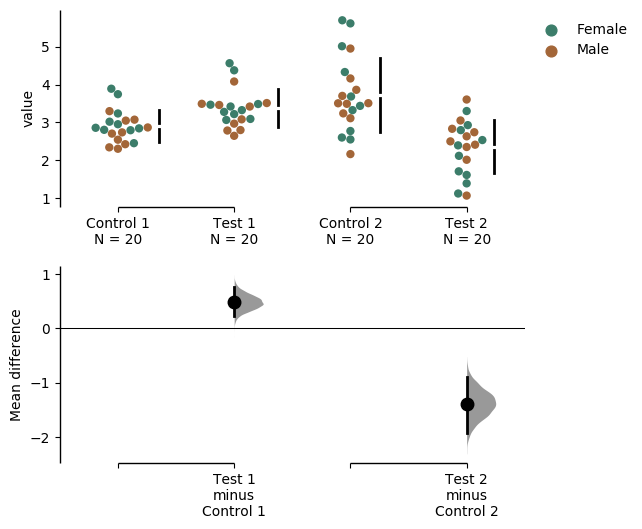 Female
Male
value
5
4
3
2
1
Control 1
N = 20
Test 1
N = 20
Control 2
N = 20
Test 2
N = 20
Mean difference
1
0
−1
−2
Test 1
minus
Control 1
Test 2
minus
Control 2